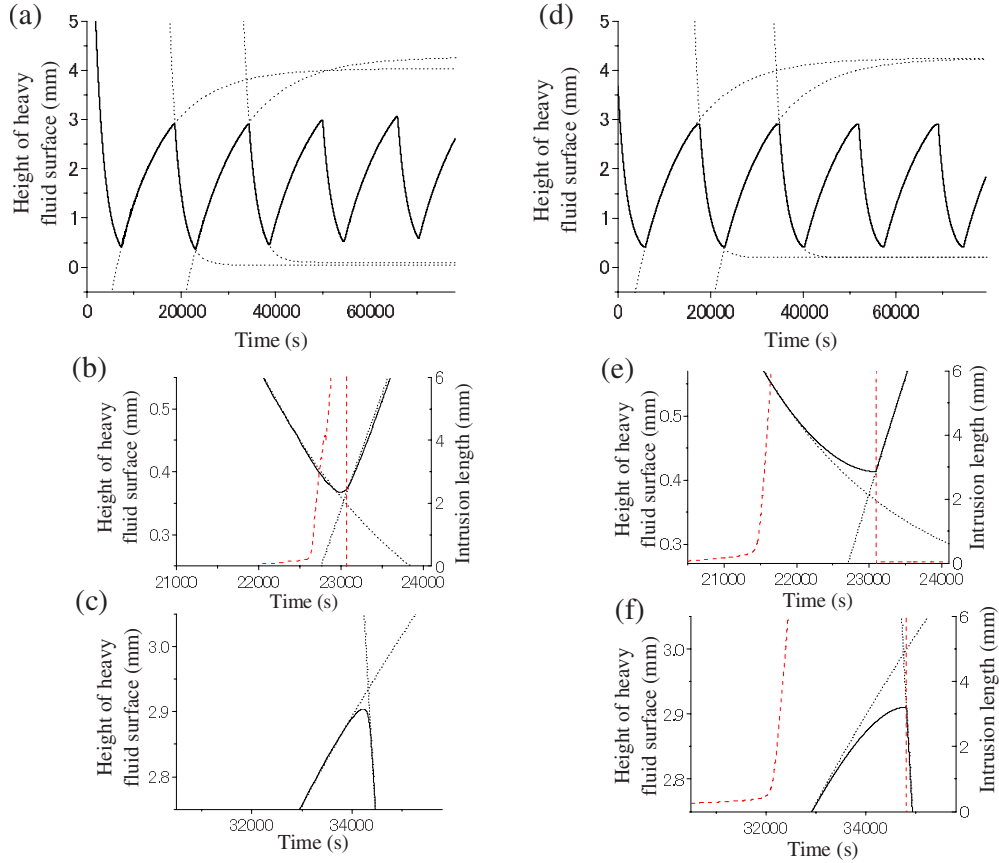 (a)
5
4
3
2
1
0
Height of heavy
fluid surface (mm)
0
20000
40000
60000
Time (s)
(d)
5
4
3
2
1
0
Height of heavy
fluid surface (mm)
0
20000
40000
60000
Time (s)
(b)
0.5
0.4
0.3
Height of heavy
fluid surface (mm)
6
4
2
0
Intrusion length (mm)
21000
22000
23000
24000
Time (s)
(e)
0.5
0.4
0.3
Height of heavy
fluid surface (mm)
6
4
2
0
Intrusion length (mm)
21000
22000
23000
24000
Time (s)
(c)
3.0
2.9
2.8
Height of heavy
fluid surface (mm)
32000
34000
Time (s)
(f)
3.0
2.9
2.8
Height of heavy
fluid surface (mm)
6
4
2
0
Intrusion length (mm)
32000
34000
Time (s)